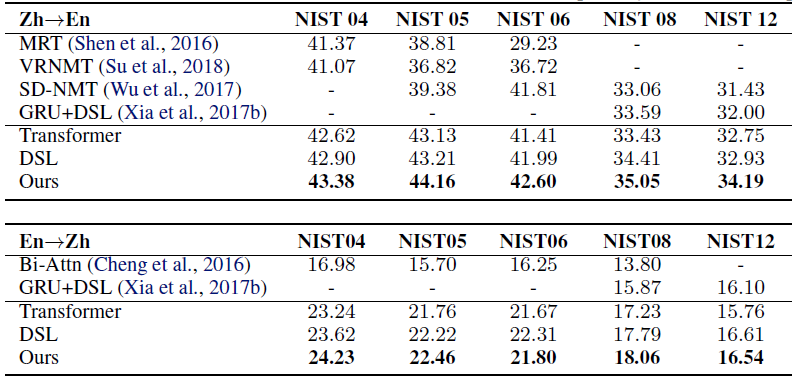 Zh→En NIST 04 NIST 05 NIST 06 NIST 08 NIST 12
MRT (Shen et al., 2016) 41.37 38.81 29.23 - -
VRNMT (Su et al., 2018) 41.07 36.82 36.72 - -
SD-NMT (Wu et al., 2017) - 39.38 41.81 33.06 31.43
GRU+DSL (Xia et al., 2017b) - - - 33.59 32.00
Transformer 42.62 43.13 41.41 33.43 32.75
DSL 42.90 43.21 41.99 34.41 32.93
Ours 43.38 44.16 42.60 35.05 34.19
En→Zh NIST04 NIST05 NIST06 NIST08 NIST12
Bi-Attn (Cheng et al., 2016) 16.98 15.70 16.25 13.80 -
GRU+DSL (Xia et al., 2017b) - - - 15.87 16.10
Transformer 23.24 21.76 21.67 17.23 15.76
DSL 23.62 22.22 22.31 17.79 16.61
Ours 24.23 22.46 21.80 18.06 16.54